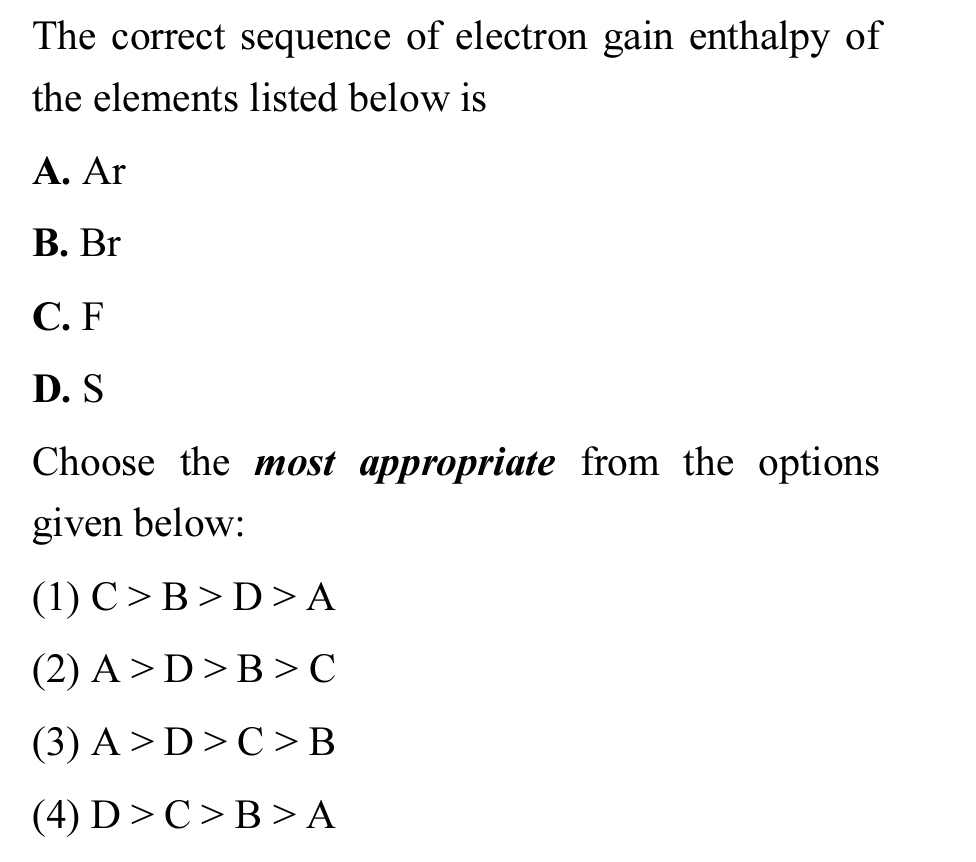 The correct sequence of electron gain enthalpy of
the elements listed below is
A. Ar
B. Br
C. F
D. S
Choose the most appropriate from the options
given below:
(1) C > B > D > A
(2) A > D > B > C
(3) A > D > C > B
(4) D > C > B > A